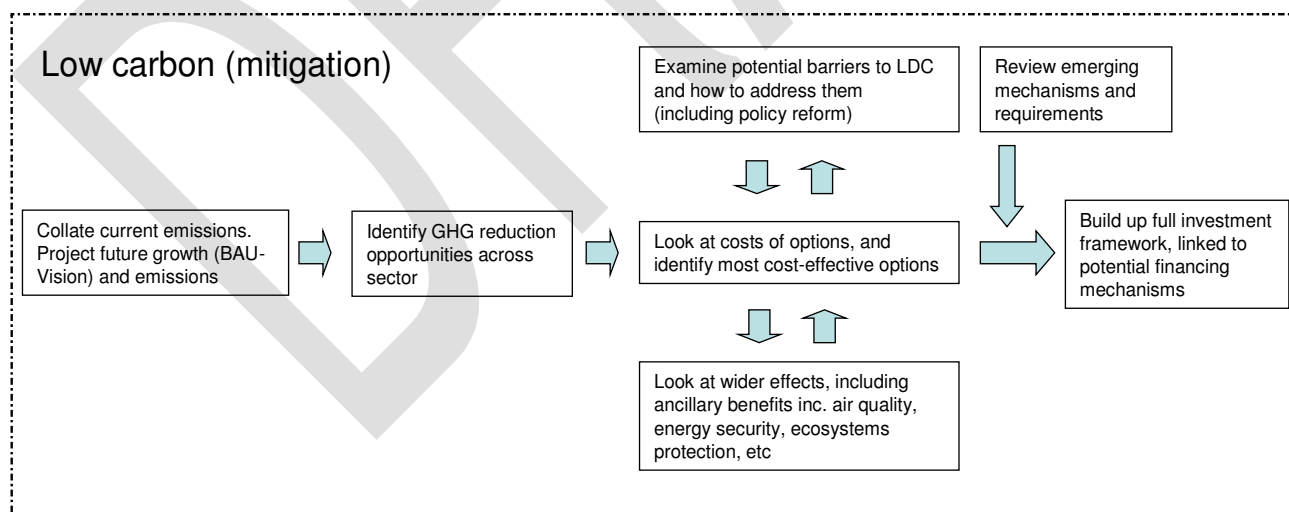 Low carbon (mitigation)
Examine potential barriers to LDC
and how to address them
(including policy reform)
Review emerging
mechanisms and
requirements
Collate current emissions.
Project future growth (BAU-
Vision) and emissions
Identify GHG reduction
opportunities across
sector
Look at costs of options, and
identify most cost-effective options
Build up full investment
framework, linked to
potential financing
mechanisms
Look at wider effects, including
ancillary benefits inc. air quality,
energy security, ecosystems
protection, etc